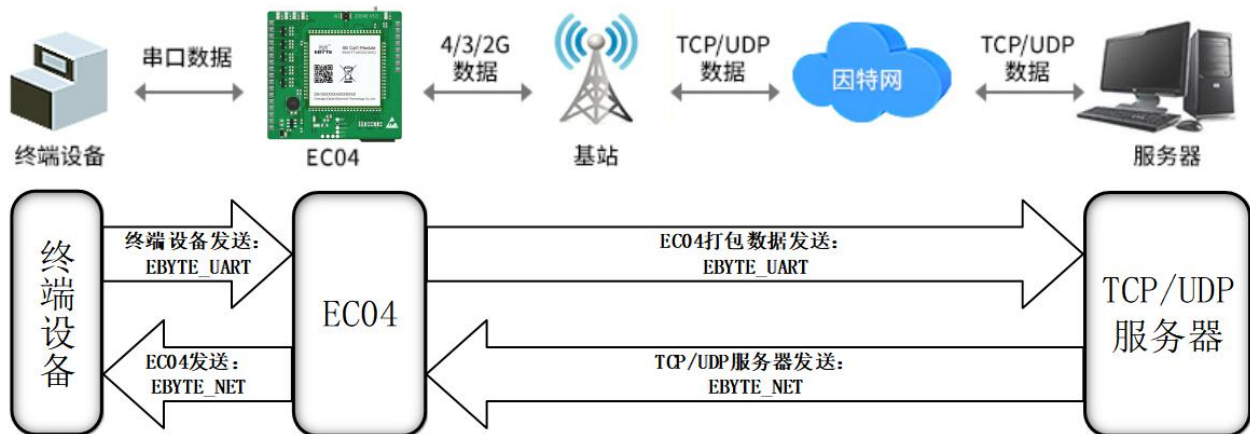 串口数据
4/3/2G
数据
TCP/UDP
数据
因特网
TCP/UDP
数据
终端设备
EC04
基站
服务器
EBYTE
终端设备
终端设备发送：
EBYTE_UART
EC04
EC04打包数据发送：
EBYTE_UART
TCP/UDP
服务器
EC04发送：
EBYTE_NET
TCP/UDP服务器发送：
EBYTE_NET